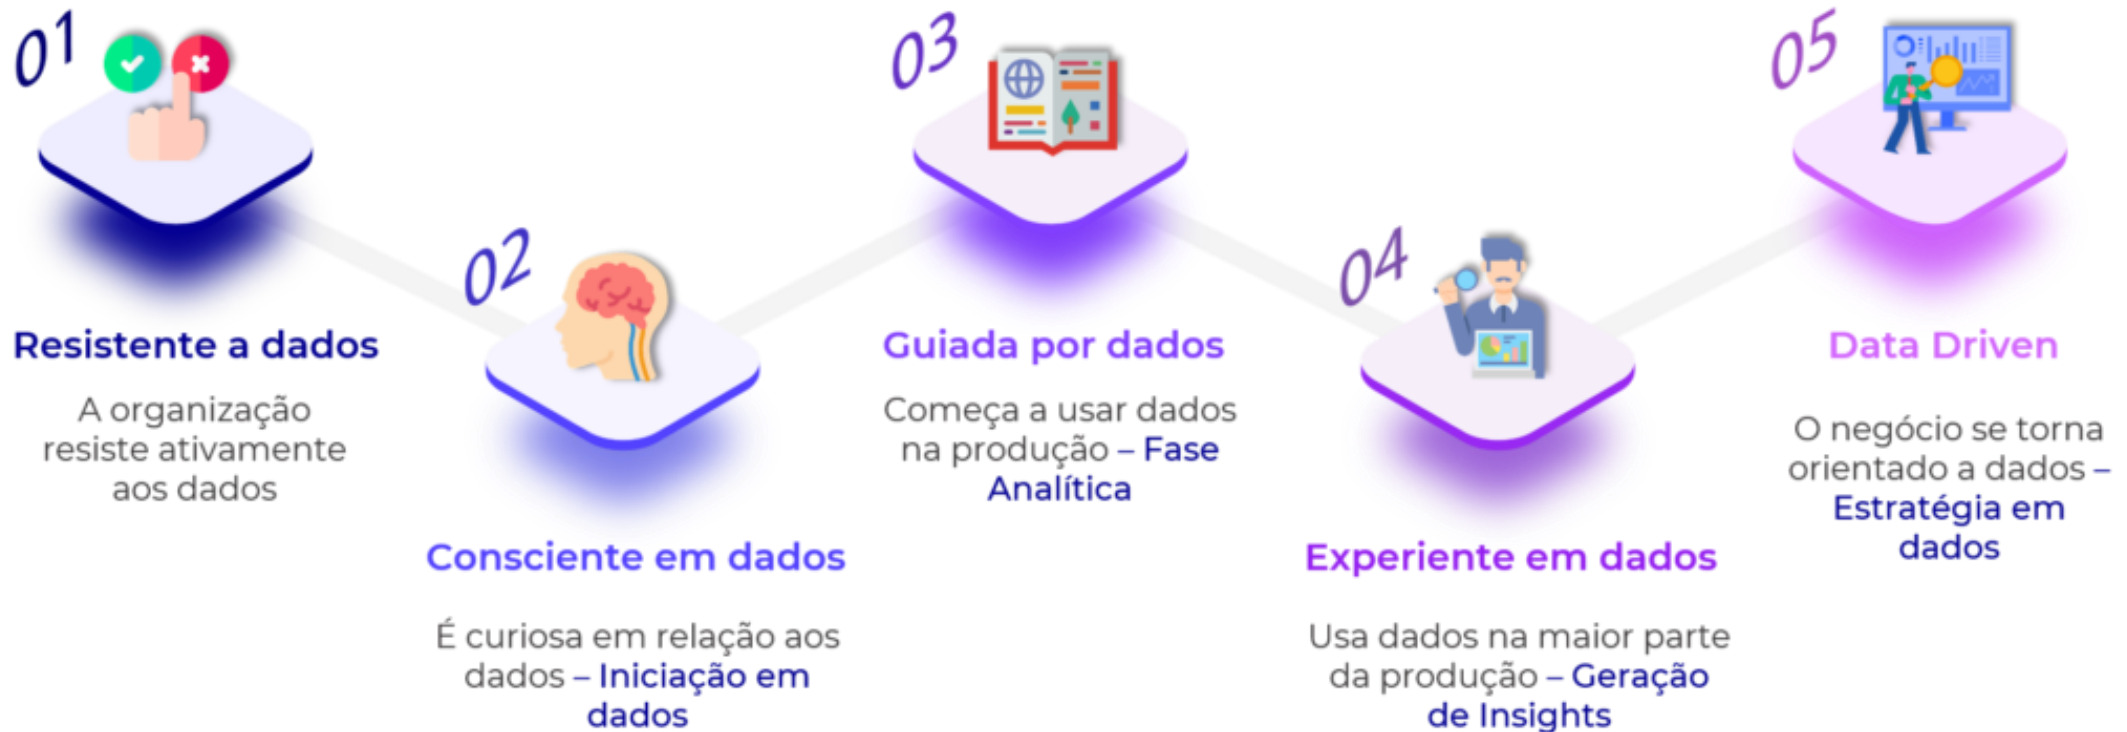 01
Resistente a dados
A organização
resiste ativamente
aos dados
02
Consciente em dados
É curiosa em relação aos
dados – Iniciação em
dados
03
Guiada por dados
Começa a usar dados
na produção – Fase
Analítica
04
Experiente em dados
Usa dados na maior parte
da produção – Geração
de Insights
05
Data Driven
O negócio se torna
orientado a dados –
Estratégia em
dados